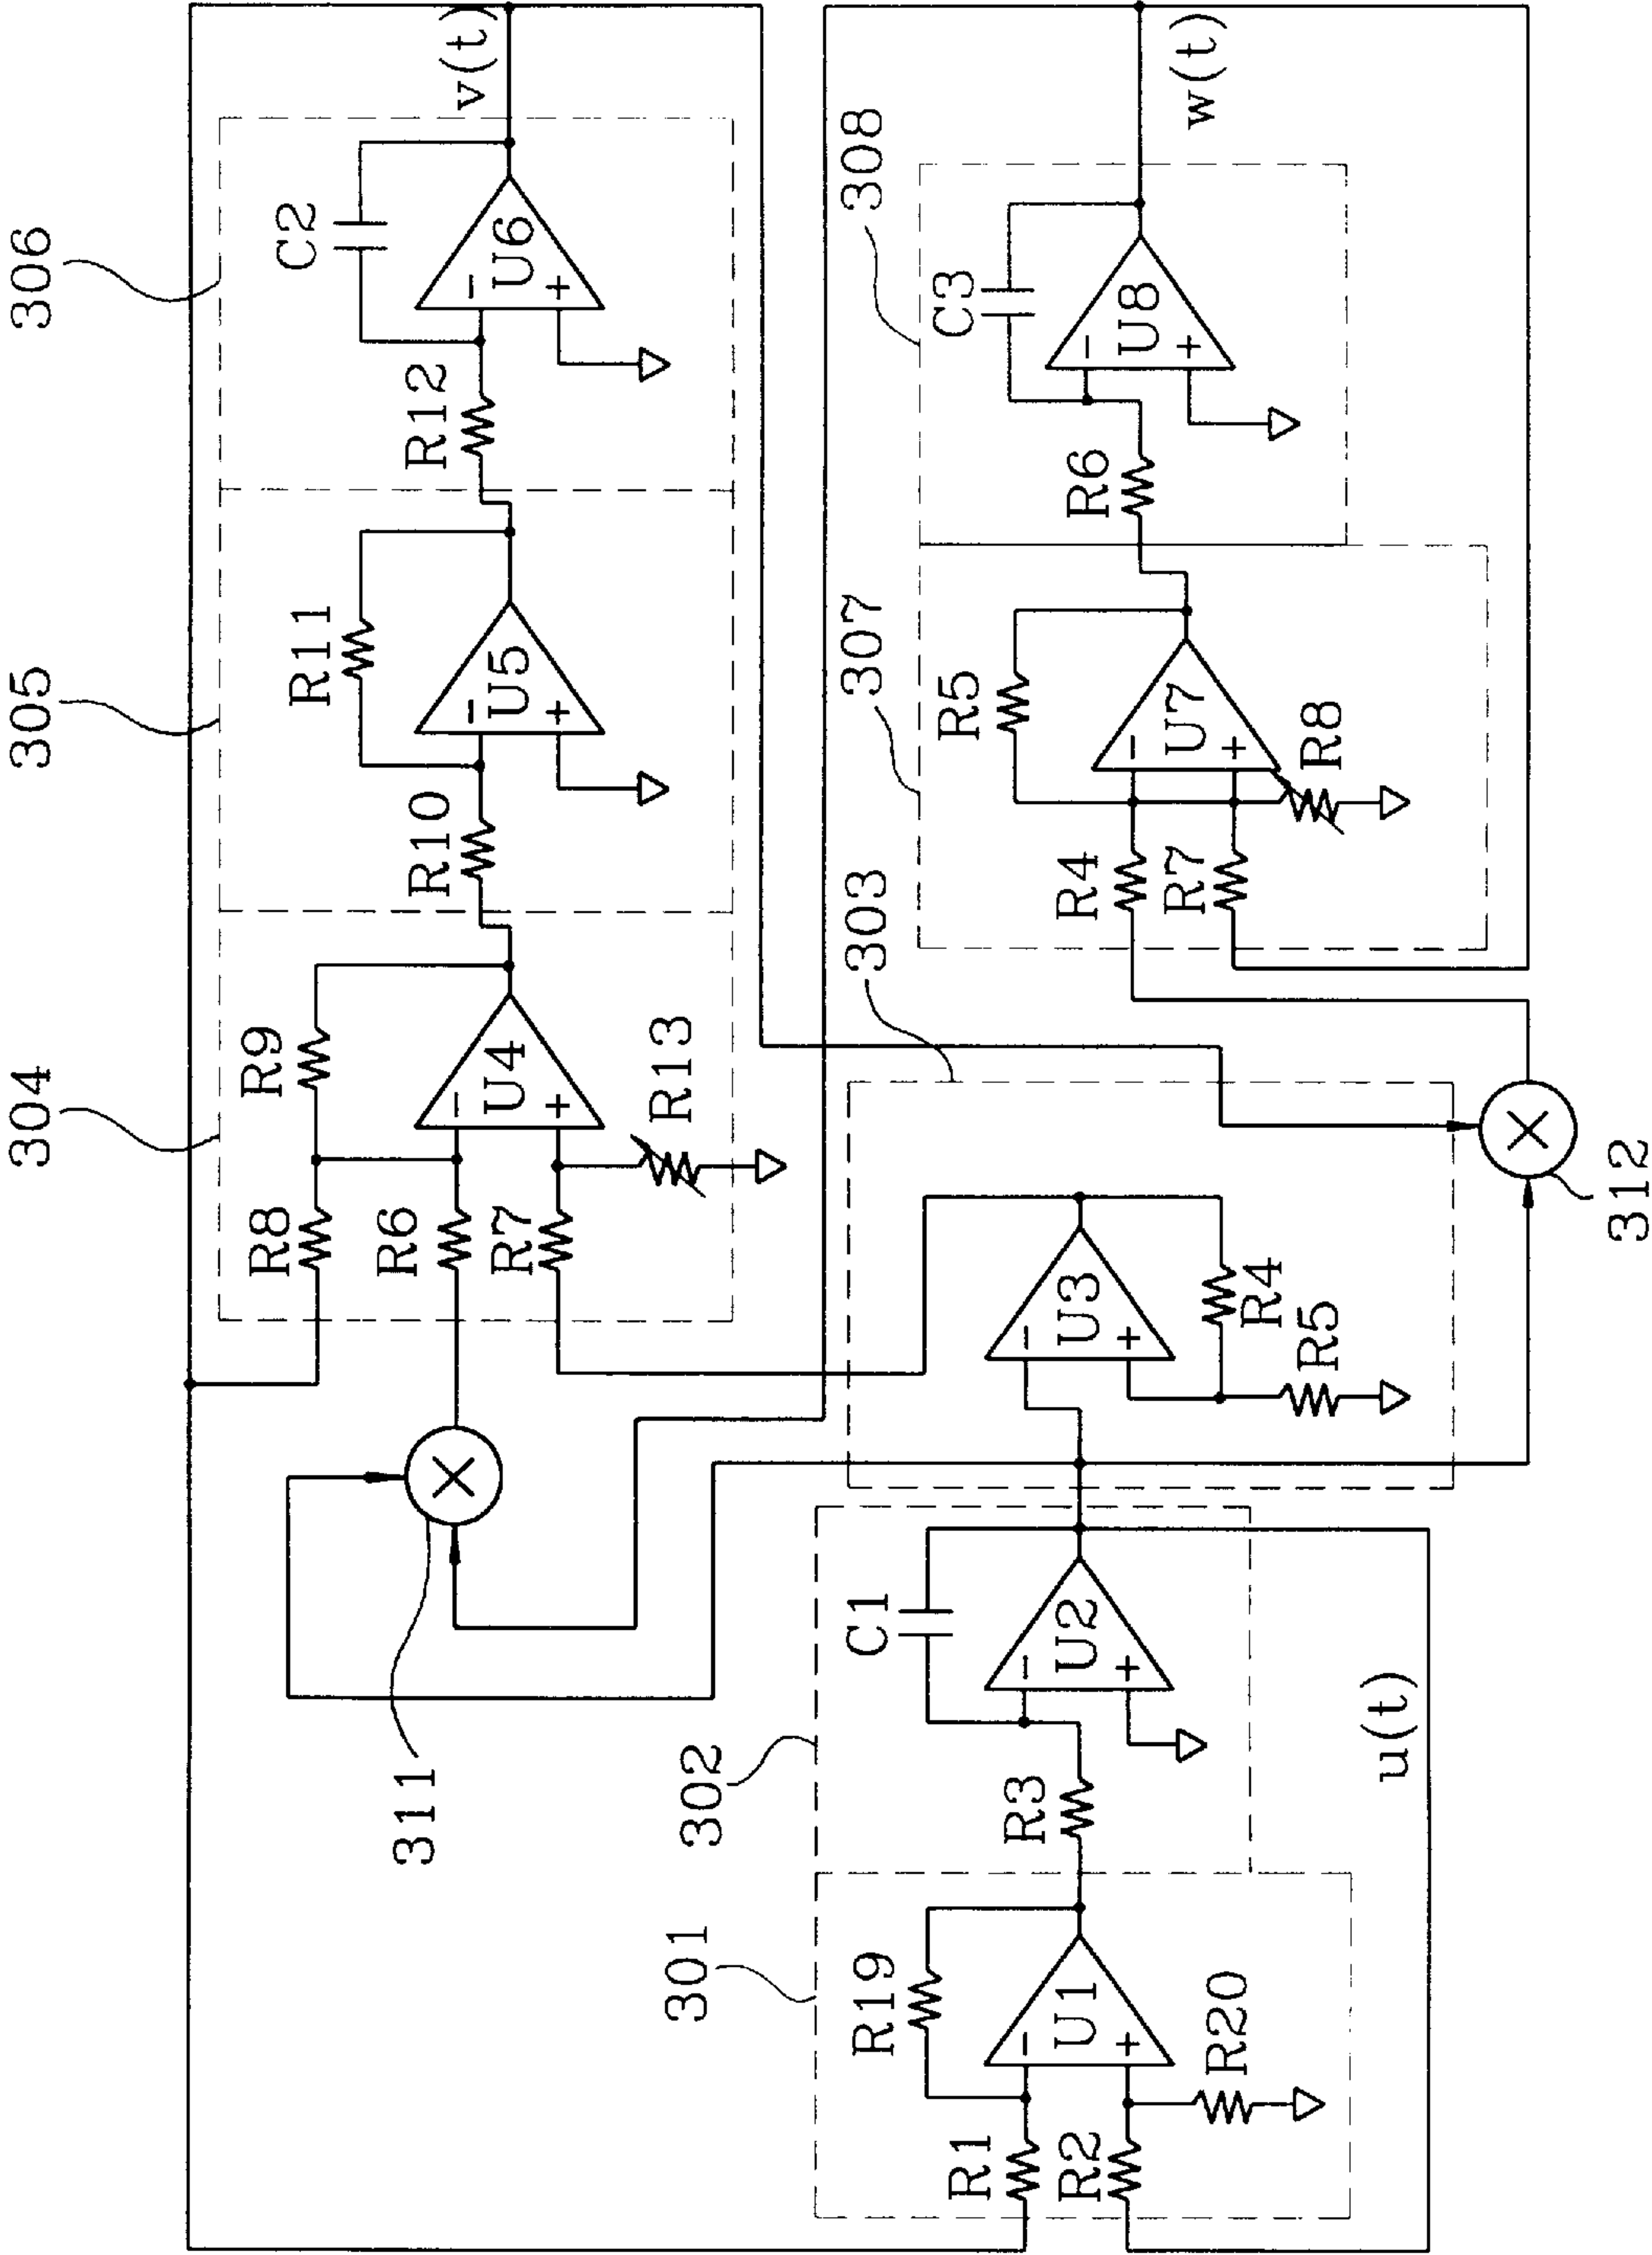 306
305
304
C2
v(t)
R12
U6
−
+
R11
R10
U5
−
+
R9
R8
R6
R7
U4
−
+
R13
311
308
307
303
w(t)
C3
R6
U8
−
+
R5
R4
R7
U7
−
+
R8
U3
−
+
R4
R5
312
302
301
C1
R3
U2
−
+
R19
R1
R2
U1
−
+
R20
u(t)